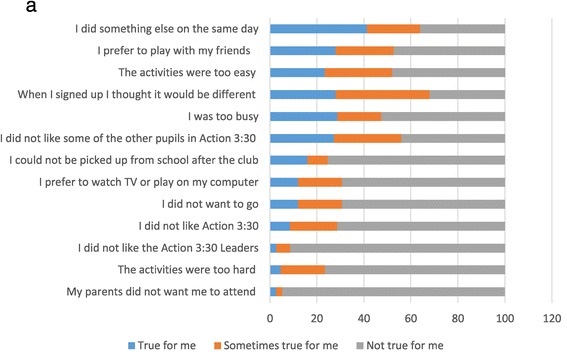 a
I did something else on the same day
I prefer to play with my friends
The activities were too easy
When I signed up I thought it would be different
I was too busy
I did not like some of the other pupils in Action 3:30
I could not be picked up from school after the club
I prefer to watch TV or play on my computer
I did not want to go
I did not like Action 3:30
I did not like the Action 3:30 Leaders
The activities were too hard
My parents did not want me to attend
0 20 40 60 80 100 120
True for me Sometimes true for me Not true for me